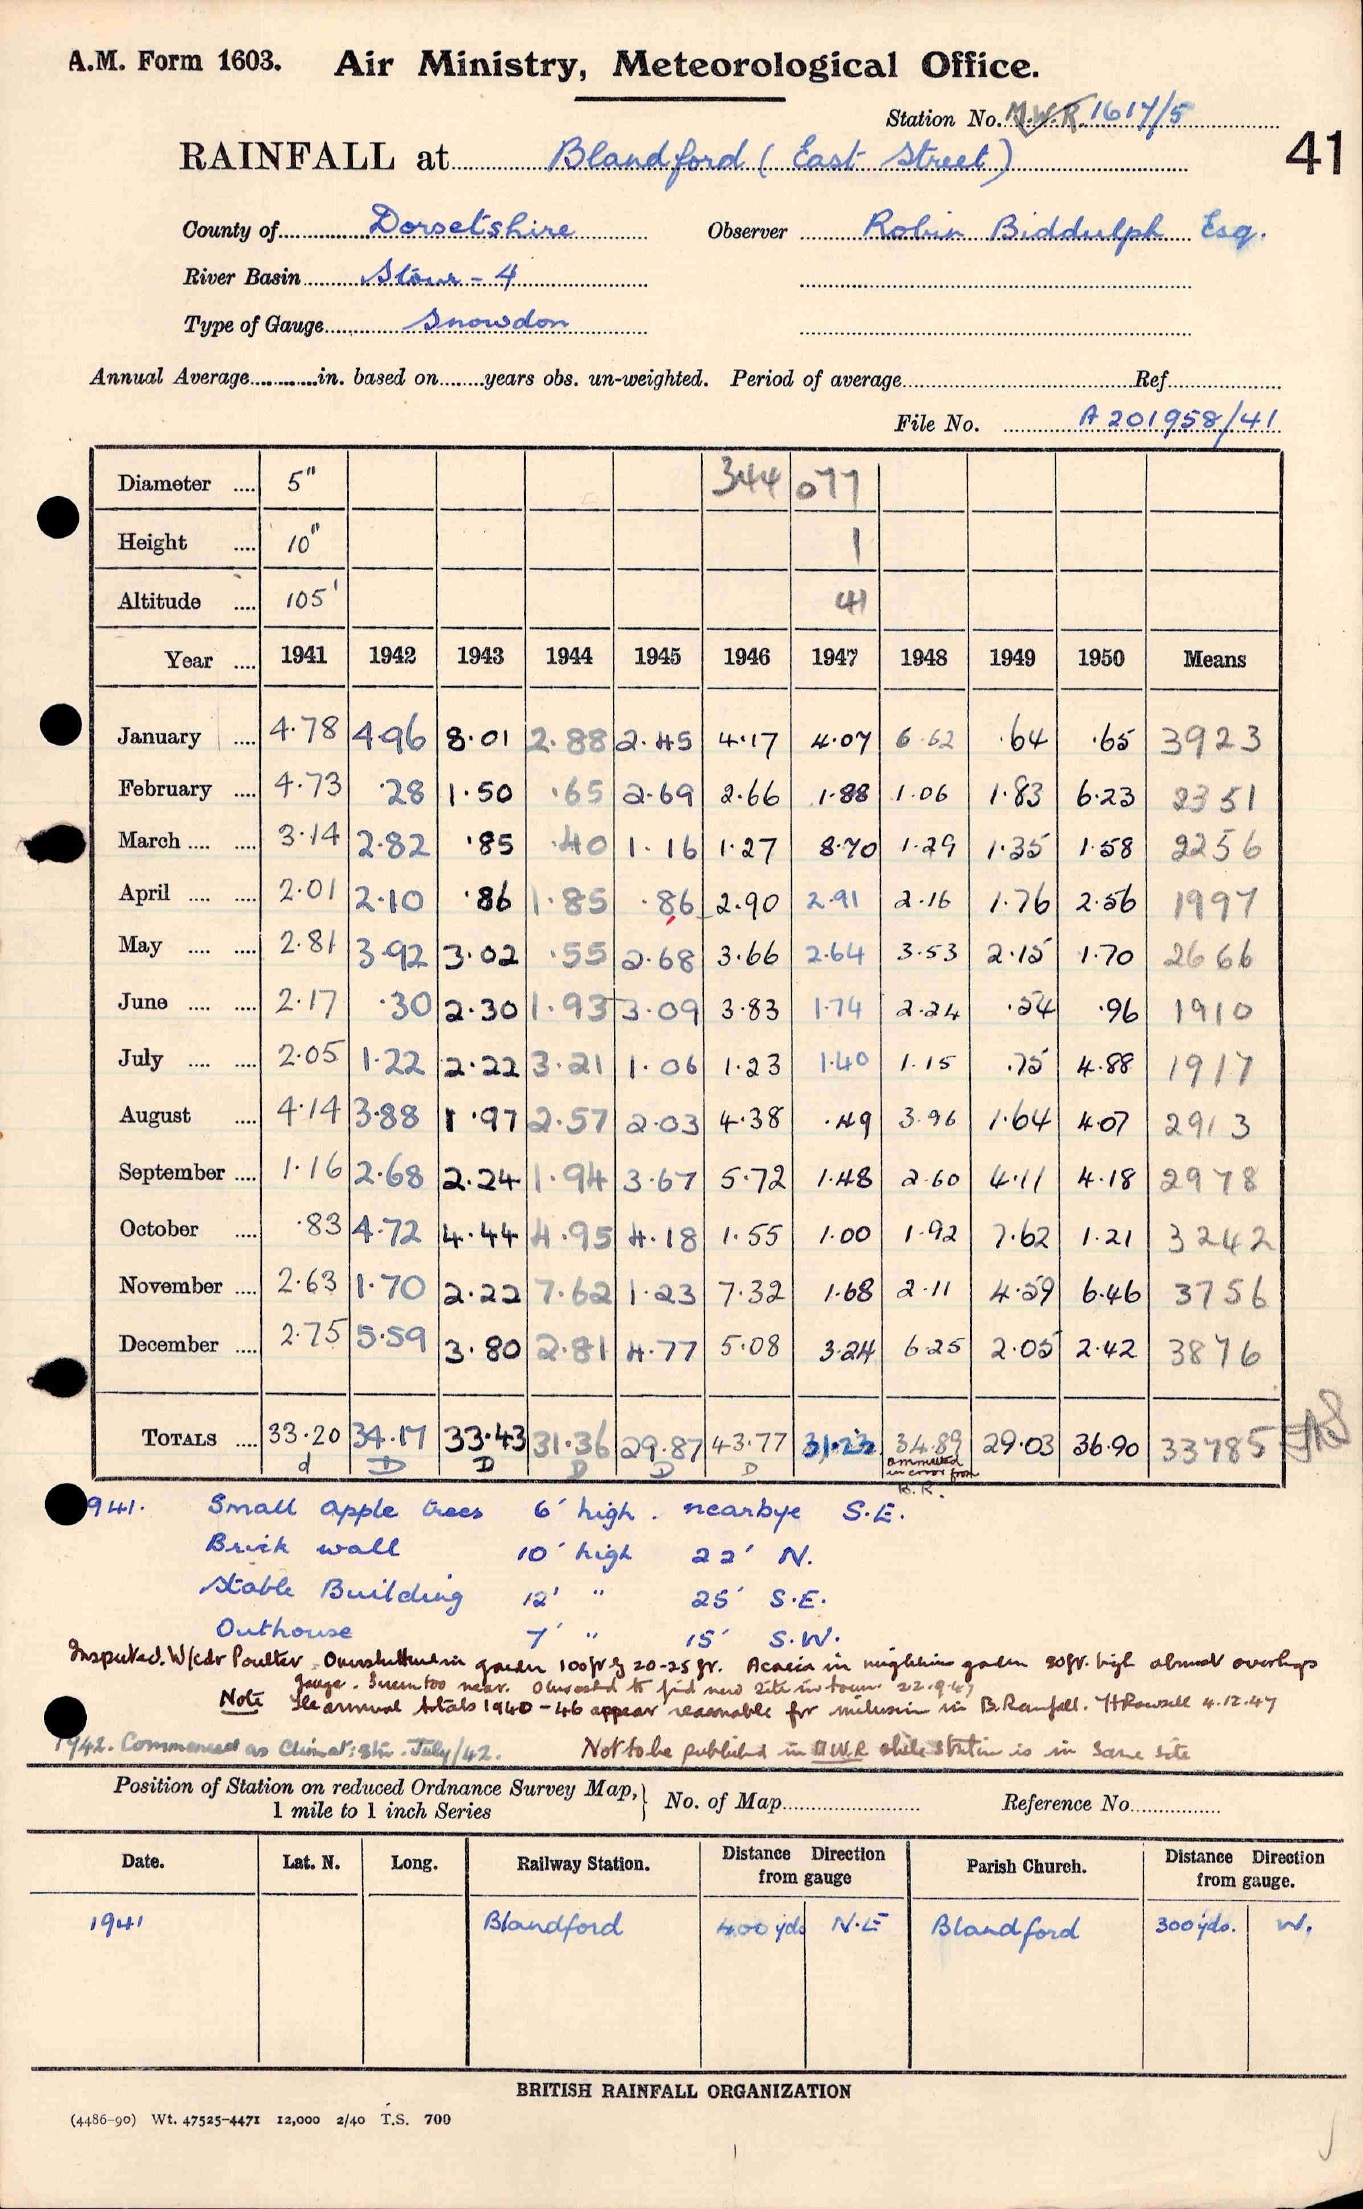 A.M. Form 1603. Air Ministry, Meteorological Office.
Station No. M.W.R. 1617/5
41
RAINFALL at Blandford (East Street)
County of Dorsetshire Observer Robin Biddulph Esq.
River Basin Stour - 4
Type of Gauge Snowdon
Annual Average in. based on years obs. un-weighted. Period of average Ref
File No. A 201958/41
Diameter 5" 344 077
Height 10" 1
Altitude 105' 41
Year 1941 1942 1943 1944 1945 1946 1947 1948 1949 1950 Means
January 4.78 4.96 8.01 2.88 2.45 4.17 4.07 6.62 .64 .65 3923
February 4.73 .28 1.50 .65 2.69 2.66 1.88 1.06 1.83 6.23 2351
March 3.14 2.82 .85 .40 1.16 1.27 8.70 1.29 1.35 1.58 2256
April 2.01 2.10 .86 1.85 .86 2.90 2.91 2.16 1.76 2.56 1997
May 2.81 3.92 3.02 .55 2.68 3.66 2.64 3.53 2.15 1.70 2666
June 2.17 .30 2.30 1.93 3.09 3.83 1.74 2.24 .54 .96 1910
July 2.05 1.22 2.22 3.21 1.06 1.23 1.40 1.15 .75 4.88 1917
August 4.14 3.88 1.97 2.57 2.03 4.38 .49 3.96 1.64 4.07 2913
September 1.16 2.68 2.24 1.94 3.67 5.72 1.48 2.60 4.11 4.18 2978
October .83 4.72 4.44 4.95 4.18 1.55 1.00 1.92 7.62 1.21 3242
November 2.63 1.70 2.22 7.62 1.23 7.32 1.68 2.11 4.59 6.46 3756
December 2.75 5.59 3.80 2.81 4.77 5.08 3.24 6.25 2.05 2.42 3876
TOTALS 33.20 34.17 33.43 31.36 29.87 43.77 31.23 34.89 29.03 36.90 33785
d D D D D D ommitted
in error from
B.R.
1941. Small apple trees 6' high. nearbye S.E.
Brick wall 10' high 22' N.
Stable Building 12' " 25' S.E.
Outhouse 7' " 15' S.W.
Inspected. W/cdr Poulter. Overshelter in garden 100ft by 20-25ft. Acacia in neighbring garden 30ft. high almost overhangs
gauge. Screen too near. to find new site in town. 22.9.47
Note The annual totals 1940-46 appear reasonable for inclusion in B. Rainfall. H Rowsell 4.12.47
1942. Commenced as Climat: Stn. July/42. Not to be published in M.W.R while station is in same site
Position of Station on reduced Ordnance Survey Map, 1 mile to 1 inch Series } No. of Map Reference No
Date. Lat. N. Long. Railway Station. Distance Direction from gauge Parish Church. Distance Direction from gauge.
1941 Blandford 400 yds N.E Blandford 300 yds. W.
BRITISH RAINFALL ORGANIZATION
(4486-90) Wt. 47525-4471 12,000 2/40 T.S. 700